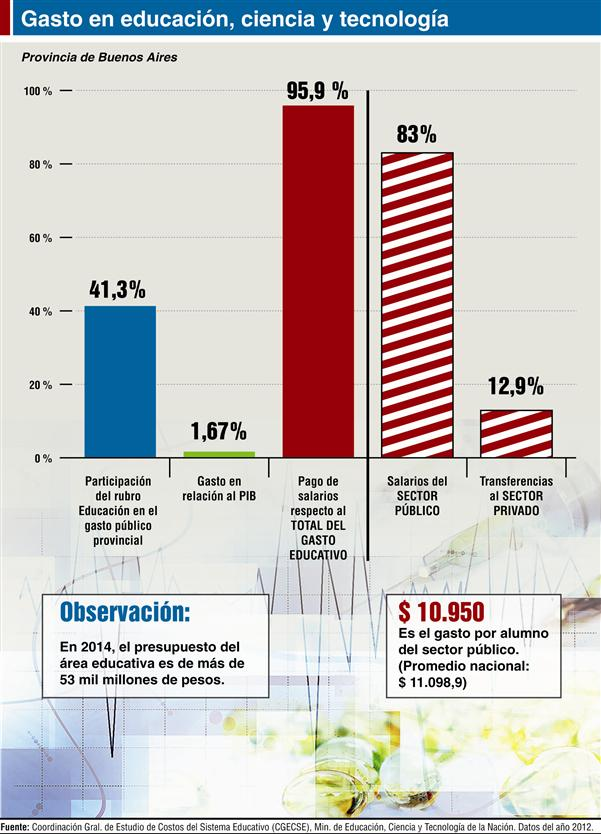 Gasto en educación, ciencia y tecnología
Provincia de Buenos Aires
100 %
80 %
60 %
40 %
20 %
0 %
41,3%
1,67%
95,9 %
83%
12,9%
Participación
del rubro
Educación en el
gasto público
provincial
Gasto en
relación al PIB
Pago de
salarios
respecto al
TOTAL DEL
GASTO
EDUCATIVO
Salarios del
SECTOR
PÚBLICO
Transferencias
al SECTOR
PRIVADO
Observación:
En 2014, el presupuesto del
área educativa es de más de
53 mil millones de pesos.
$ 10.950
Es el gasto por alumno
del sector público.
(Promedio nacional:
$ 11.098,9)
Fuente: Coordinación Gral. de Estudio de Costos del Sistema Educativo (CGECSE), Min. de Educación, Ciencia y Tecnología de la Nación. Datos del año 2012.